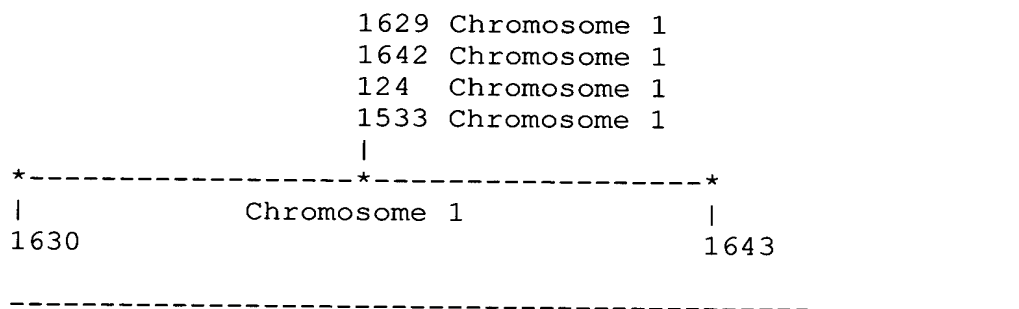 1629 Chromosome 1
1642 Chromosome 1
124 Chromosome 1
1533 Chromosome 1
|
*------------------*------------------*
| Chromosome 1 |
1630 1643
--------------------------------------------